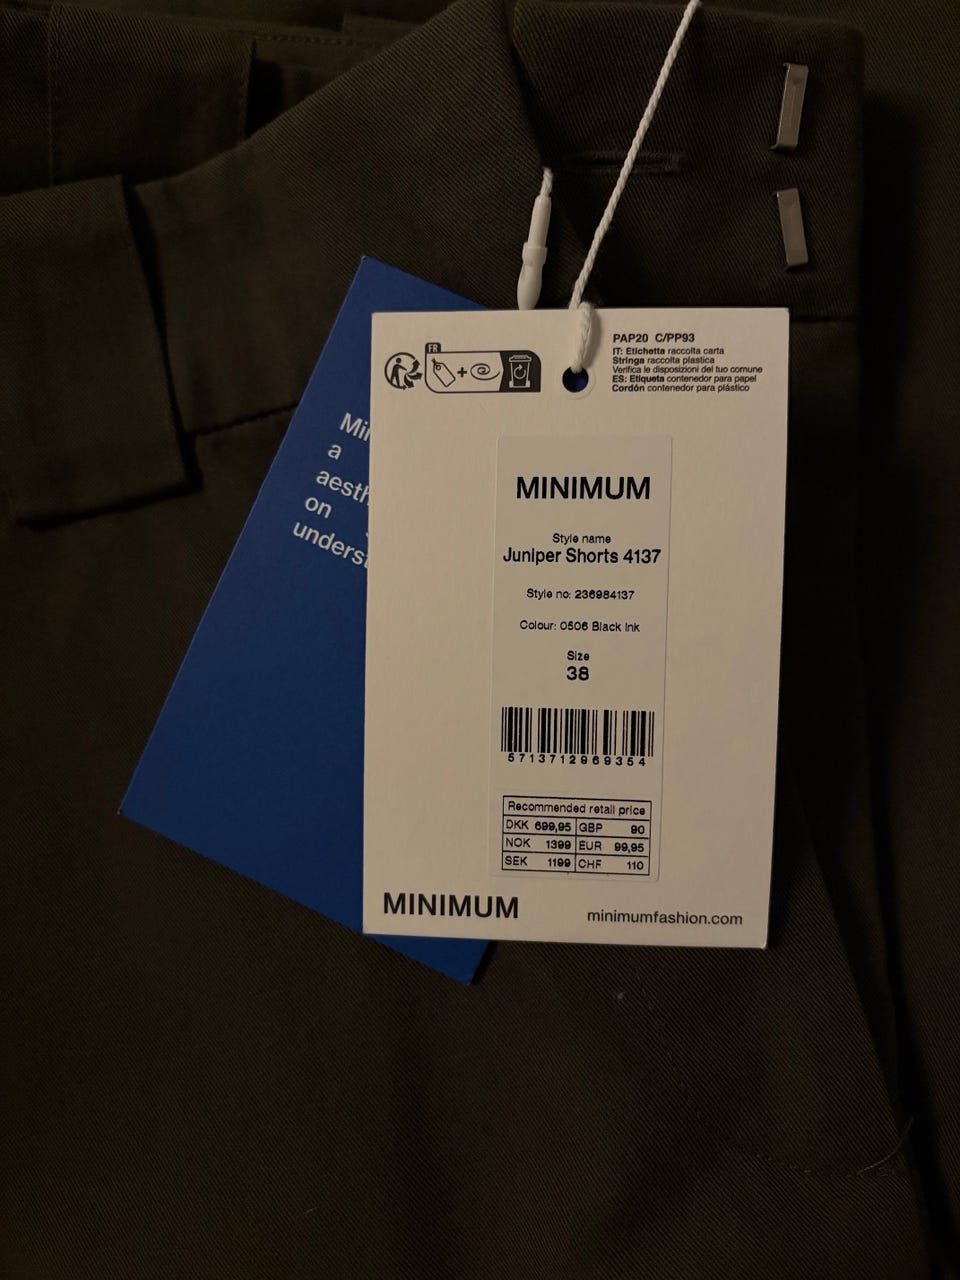 Min
a
aesth
on
underst
FR
PAP20 C/PP93
IT: Etichetta raccolta carta
Stringa raccolta plastica
Verifica le disposizioni del tuo comune
ES: Etiqueta contenedor para papel
Cordón contenedor para plástico
MINIMUM
Style name
Juniper Shorts 4137
Style no: 236984137
Colour: 0506 Black Ink
Size
38
5713712969354
Recommended retail price
DKK 699,95 GBP 90
NOK 1399 EUR 99,95
SEK 1199 CHF 110
MINIMUM
minimumfashion.com